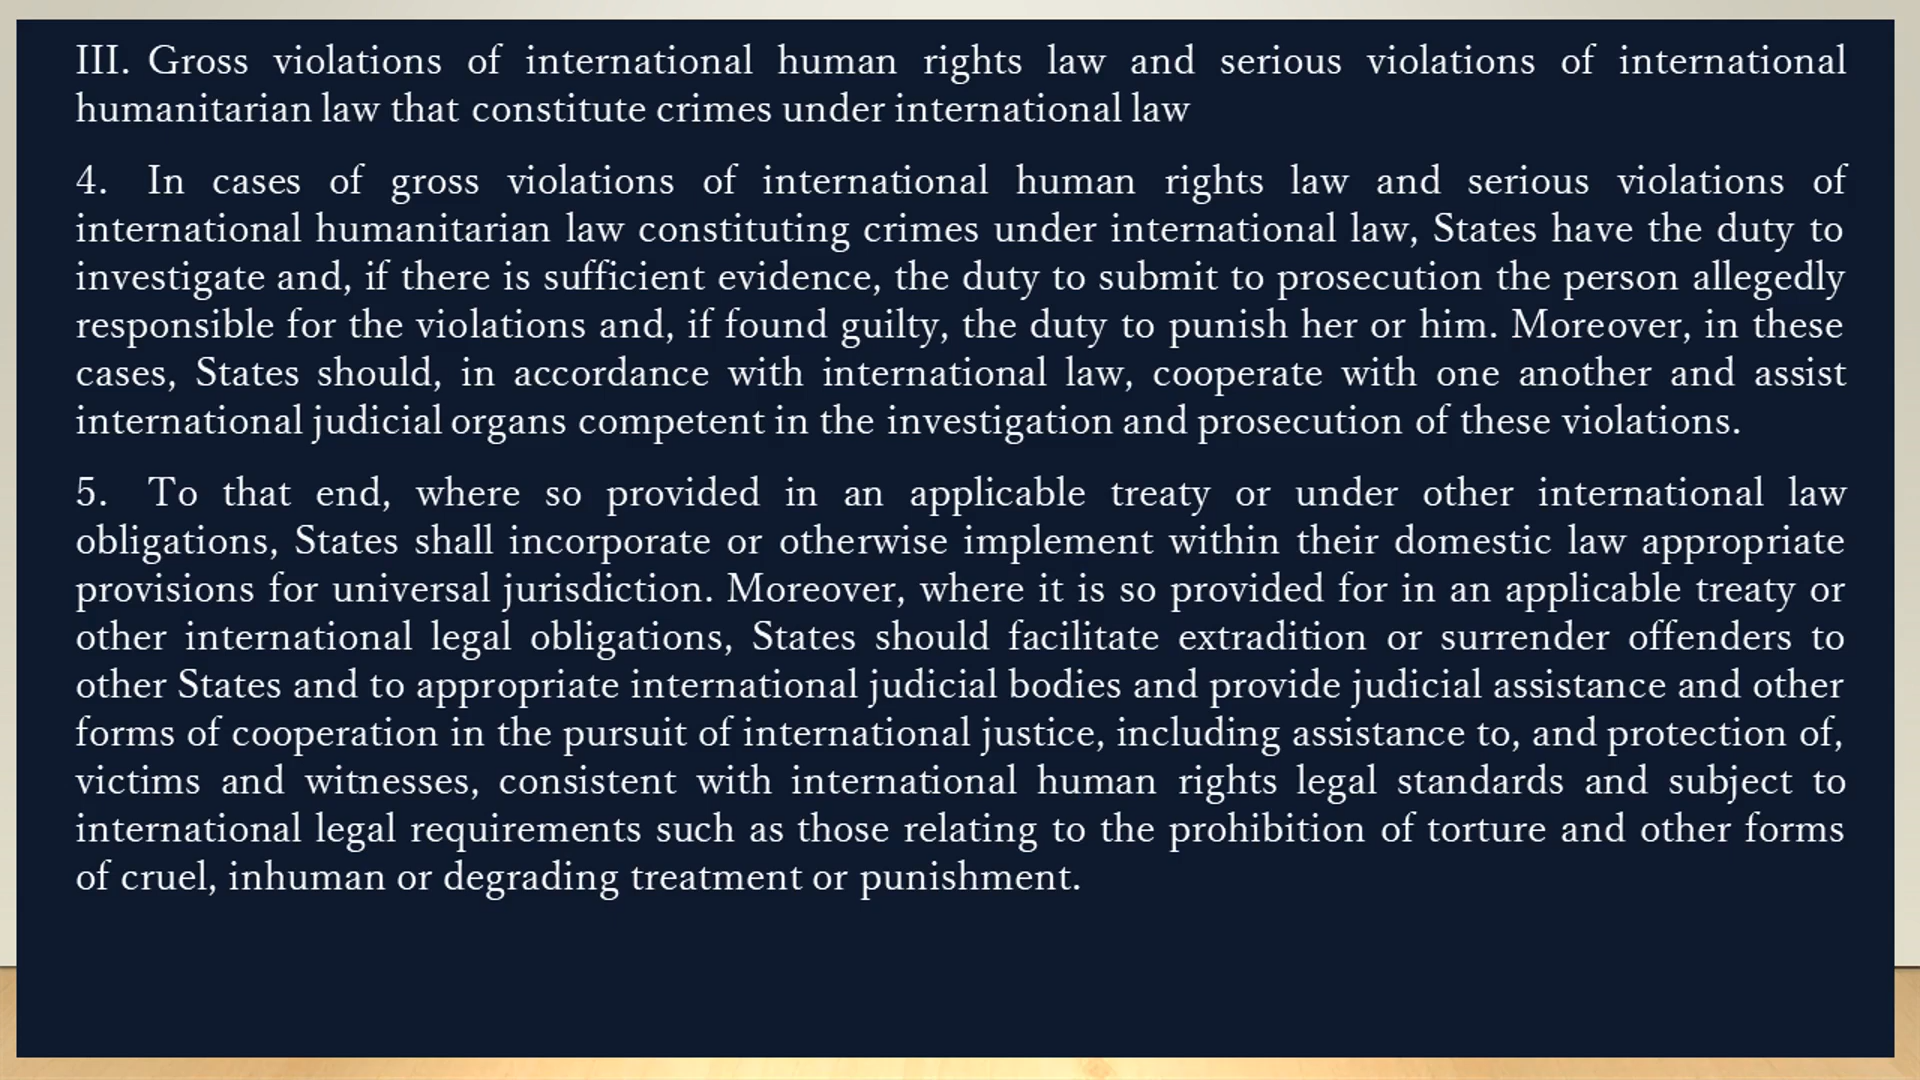 III. Gross violations of international human rights law and serious violations of international
humanitarian law that constitute crimes under international law
4. In cases of gross violations of international human rights law and serious violations of
international humanitarian law constituting crimes under international law, States have the duty to
investigate and, if there is sufficient evidence, the duty to submit to prosecution the person allegedly
responsible for the violations and, if found guilty, the duty to punish her or him. Moreover, in these
cases, States should, in accordance with international law, cooperate with one another and assist
international judicial organs competent in the investigation and prosecution of these violations.
5. To that end, where so provided in an applicable treaty or under other international law
obligations, States shall incorporate or otherwise implement within their domestic law appropriate
provisions for universal jurisdiction. Moreover, where it is so provided for in an applicable treaty or
other international legal obligations, States should facilitate extradition or surrender offenders to
other States and to appropriate international judicial bodies and provide judicial assistance and other
forms of cooperation in the pursuit of international justice, including assistance to, and protection of,
victims and witnesses, consistent with international human rights legal standards and subject to
international legal requirements such as those relating to the prohibition of torture and other forms
of cruel, inhuman or degrading treatment or punishment.